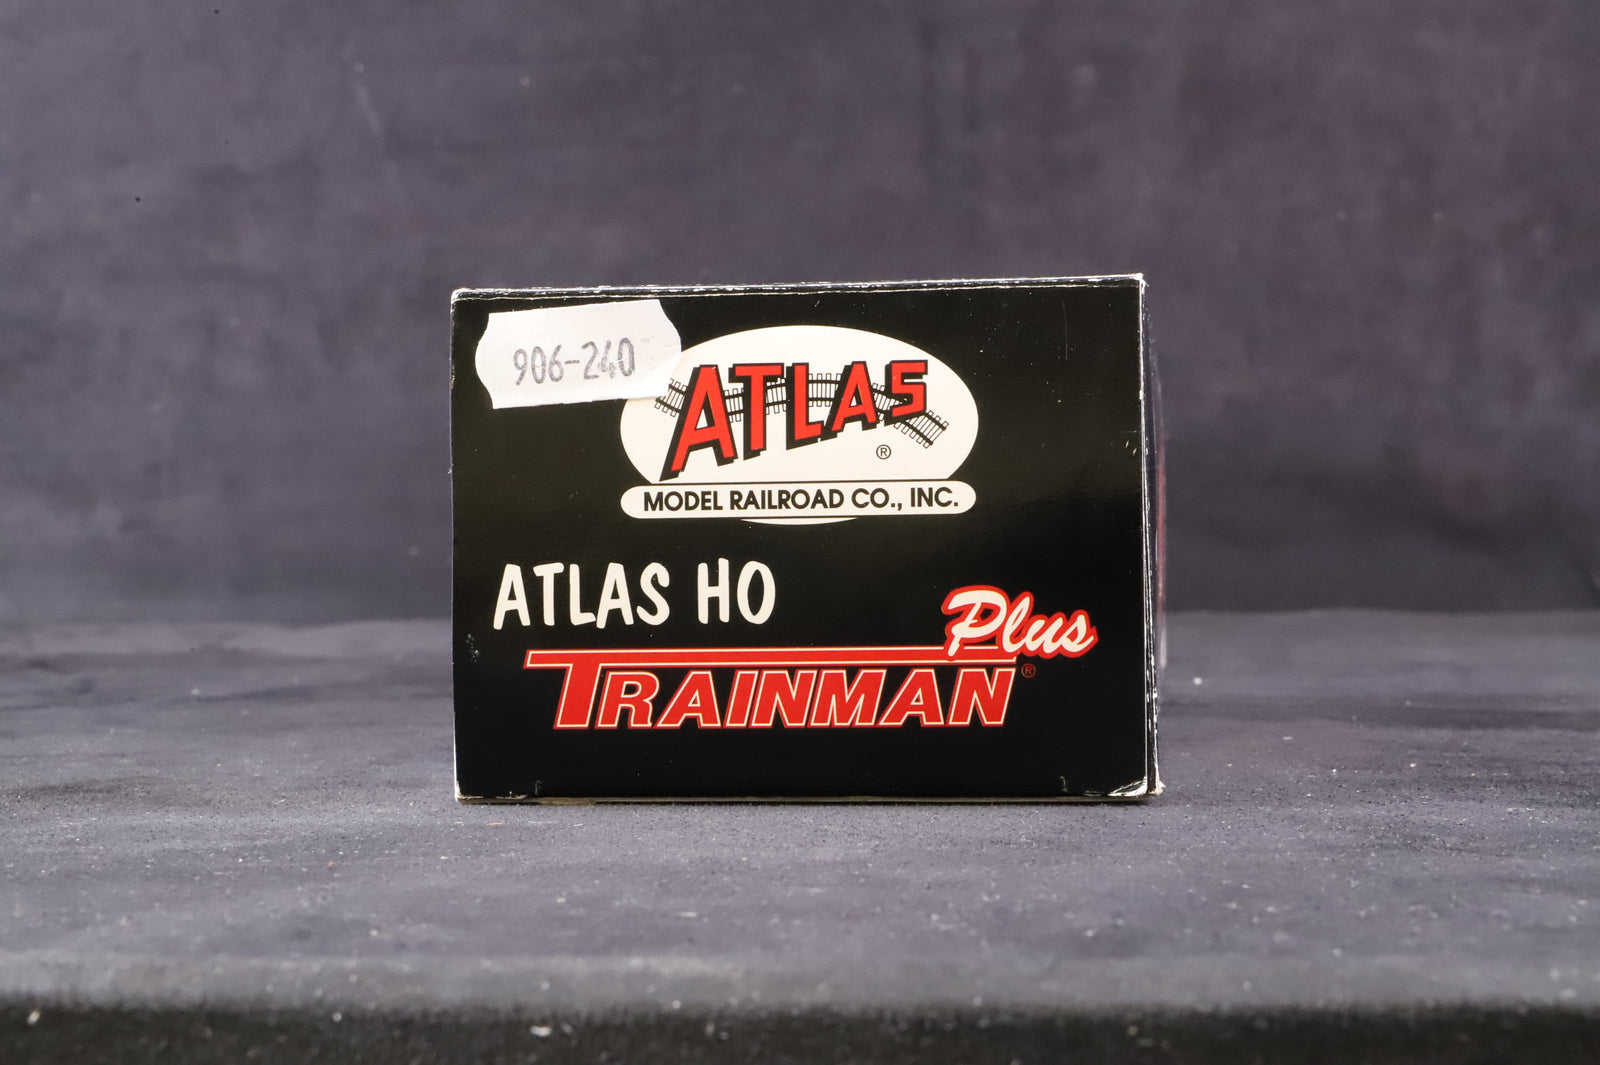 906-240
ATLAS
®
MODEL RAILROAD CO., INC.
ATLAS HO
Plus
TRAINMAN®